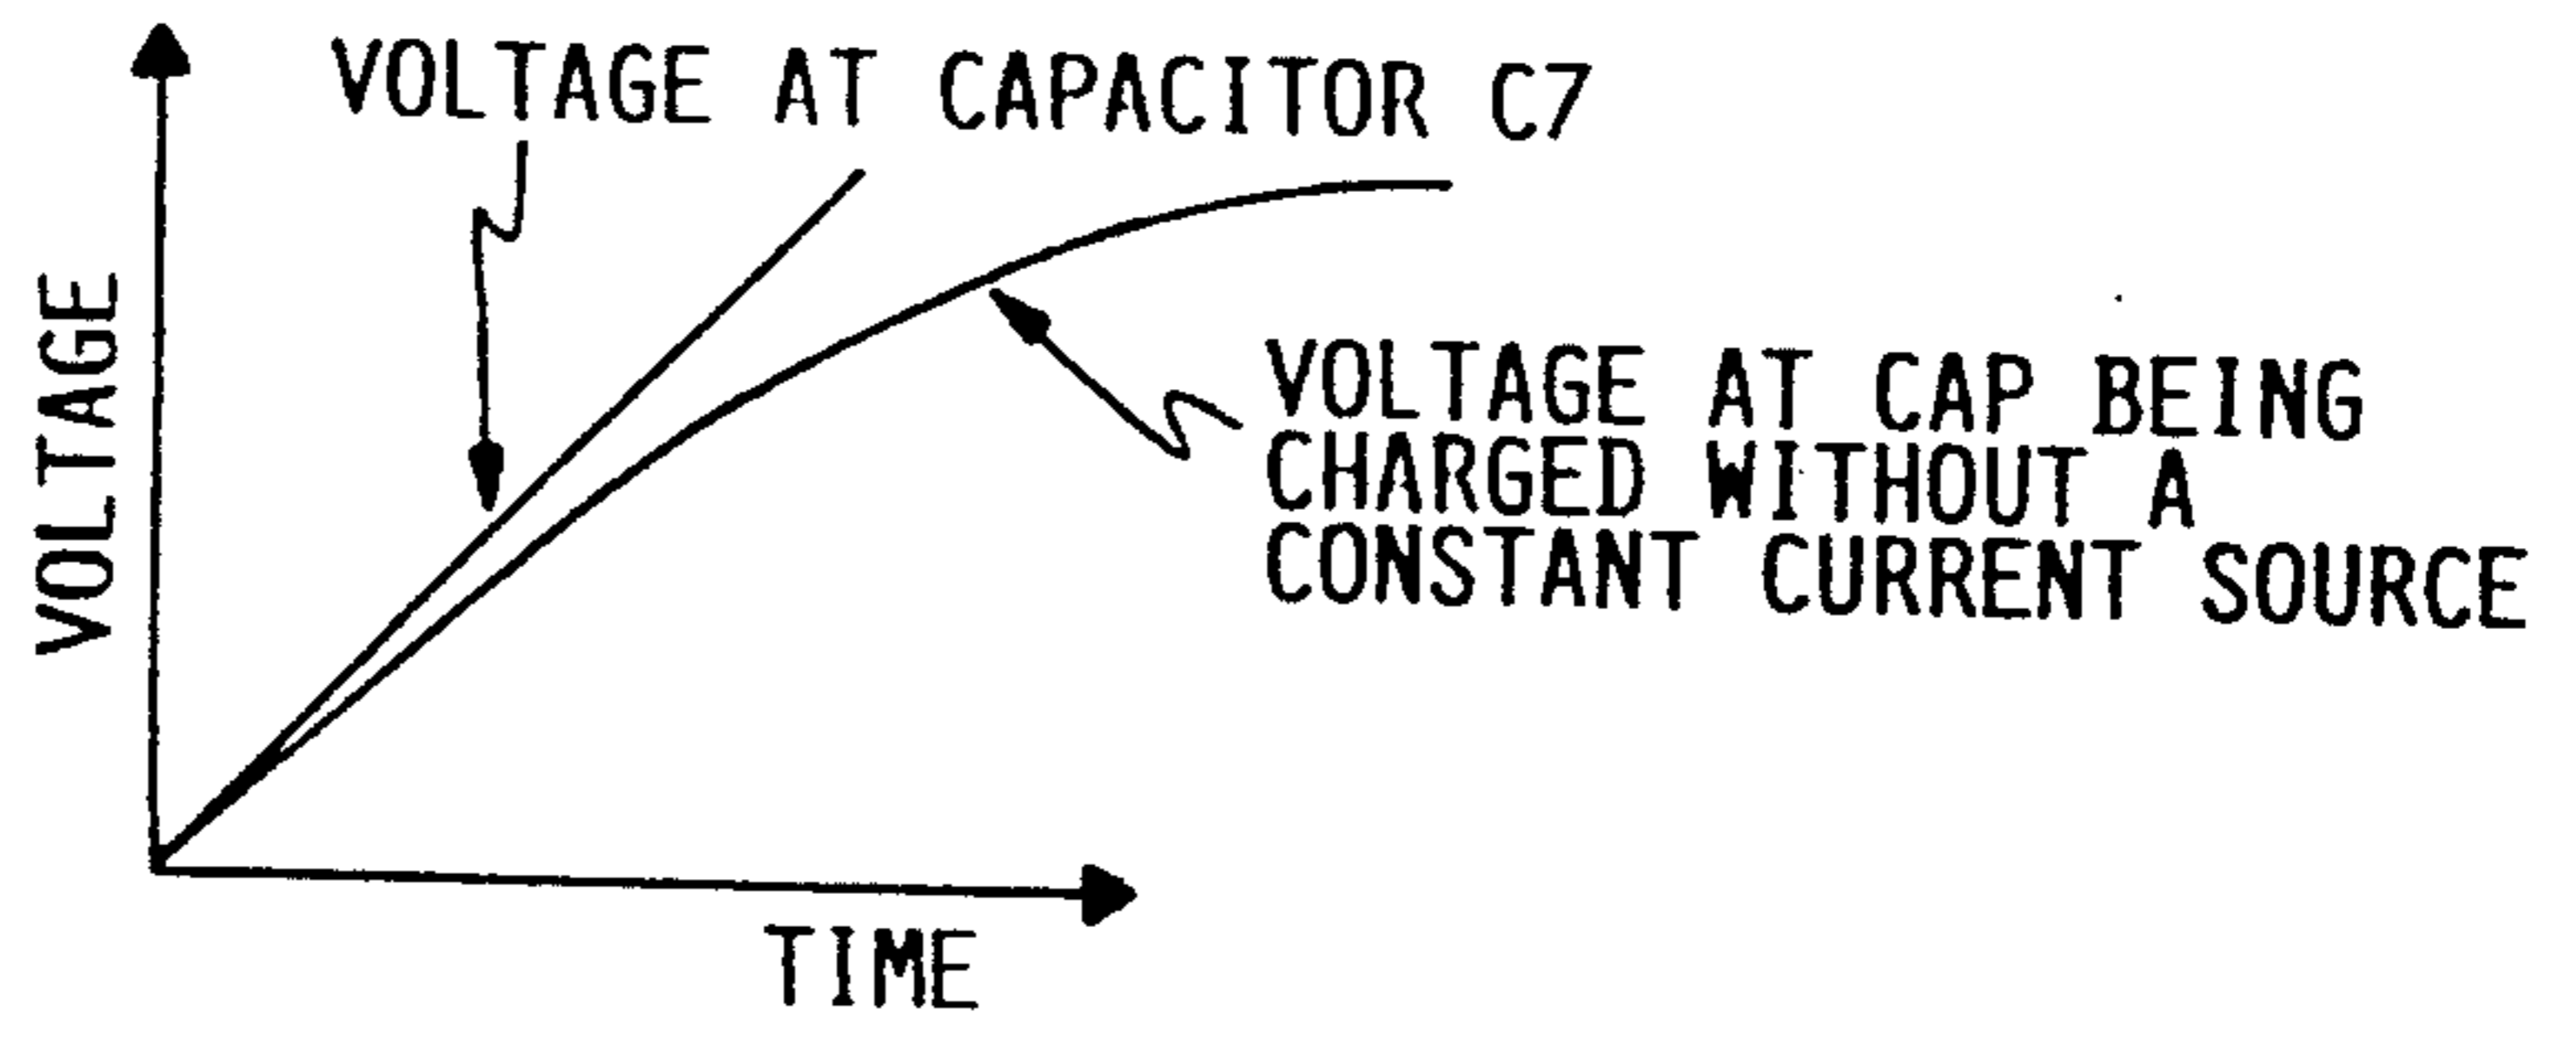 VOLTAGE AT CAPACITOR C7
VOLTAGE
VOLTAGE AT CAP BEING
CHARGED WITHOUT A
CONSTANT CURRENT SOURCE
TIME